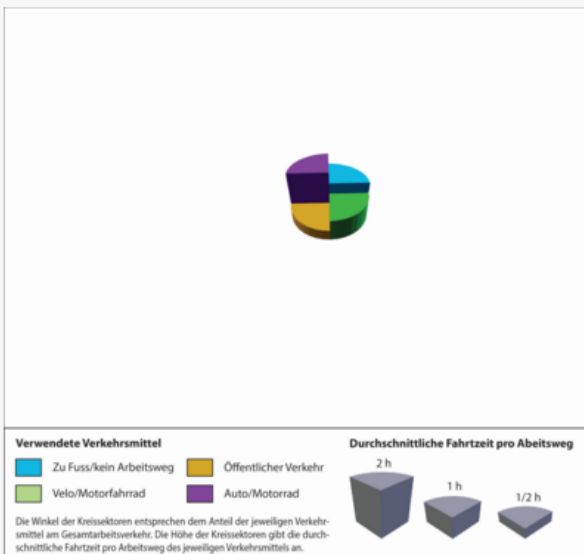 Verwendete Verkehrsmittel
Zu Fuss/kein Arbeitsweg
Öffentlicher Verkehr
Velo/Motorfahrrad
Auto/Motorrad
Die Winkel der Kreissektoren entsprechen dem Anteil der jeweiligen Verkehr-
smittel am Gesamtarbeitsverkehr. Die Höhe der Kreissektoren gibt die durch-
schnittliche Fahrtzeit pro Arbeitsweg des jeweiligen Verkehrsmittels an.
Durchschnittliche Fahrtzeit pro Abeitsweg
2 h
1 h
1/2 h